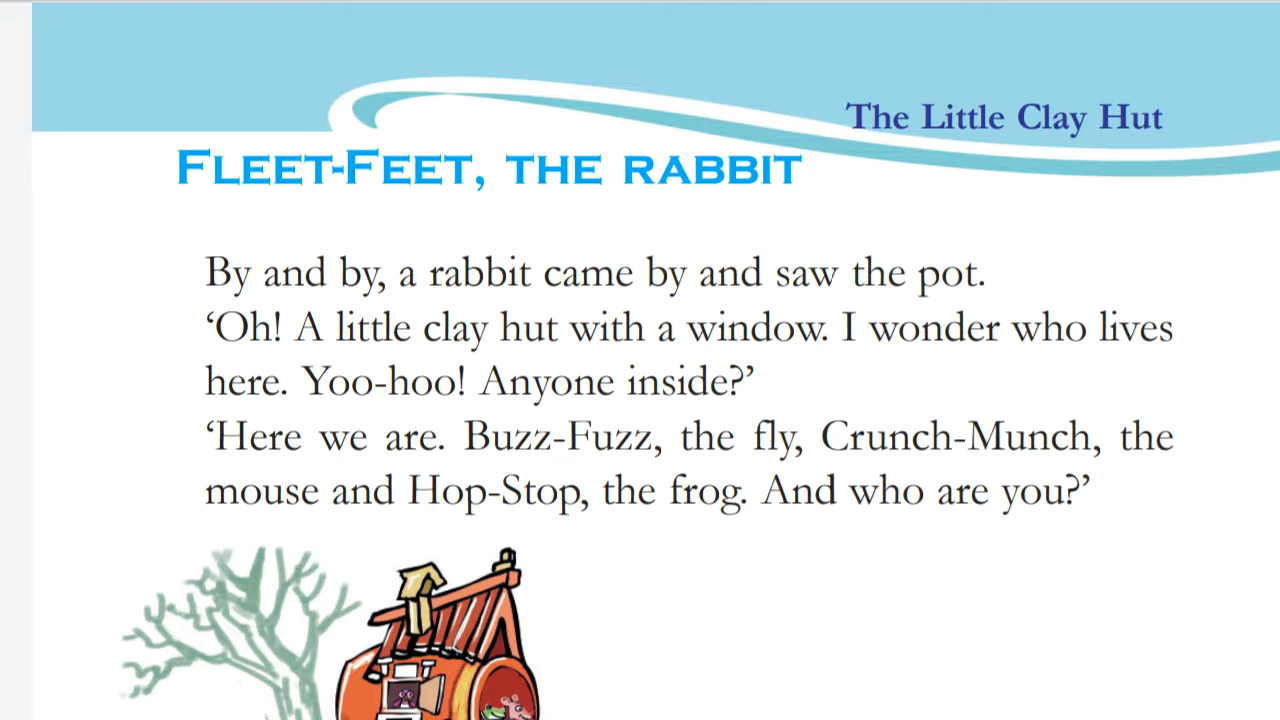 The Little Clay Hut
FLEET-FEET, THE RABBIT
By and by, a rabbit came by and saw the pot.
‘Oh! A little clay hut with a window. I wonder who lives
here. Yoo-hoo! Anyone inside?’
‘Here we are. Buzz-Fuzz, the fly, Crunch-Munch, the
mouse and Hop-Stop, the frog. And who are you?’